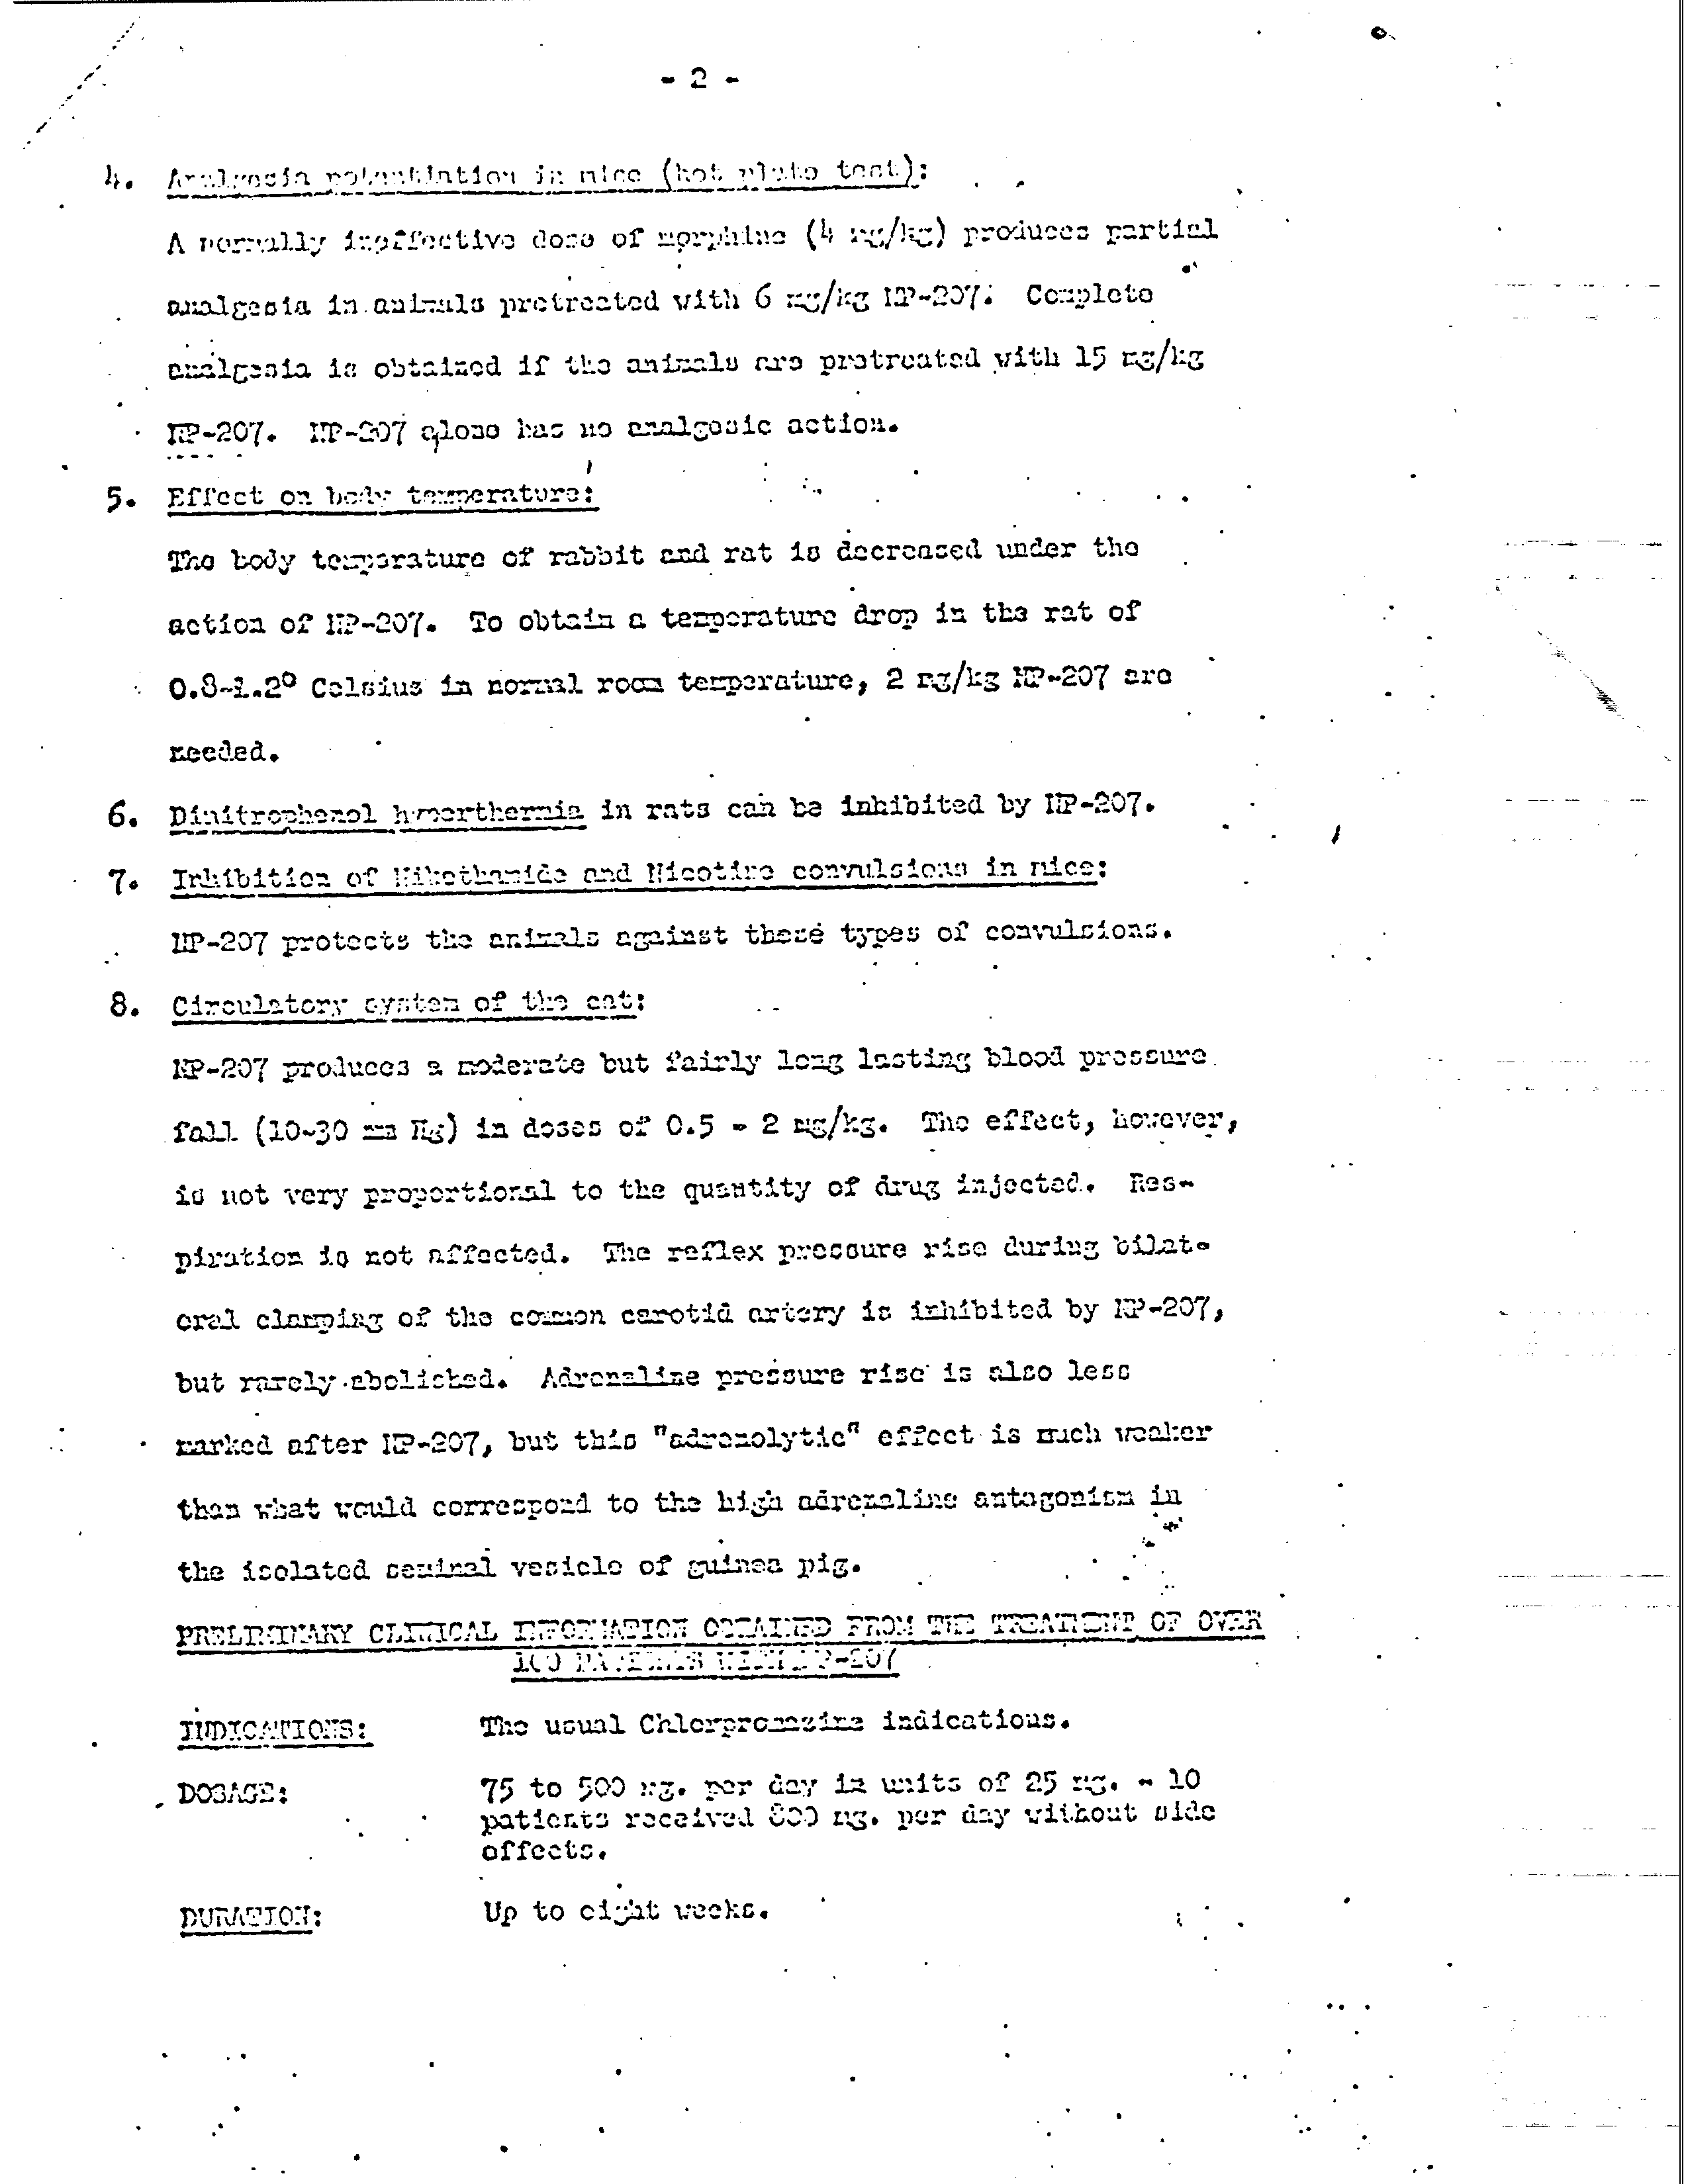 - 2 -
4. Analgesia potentiation in mice (hot plate test):
A normally ineffective dose of morphine (4 mg/kg) produces partial
analgesia in animals pretreated with 6 mg/kg NP-207. Complete
analgesia is obtained if the animals are pretreated with 15 mg/kg
NP-207. NP-207 alone has no analgesic action.
5. Effect on body temperature:
The body temperature of rabbit and rat is decreased under the
action of NP-207. To obtain a temperature drop in the rat of
0.8-1.2° Celsius in normal room temperature, 2 mg/kg NP-207 are
needed.
6. Dinitrophenol hyperthermia in rats can be inhibited by NP-207.
7. Inhibition of Nikethamide and Nicotine convulsions in mice:
NP-207 protects the animals against these types of convulsions.
8. Circulatory system of the cat:
NP-207 produces a moderate but fairly long lasting blood pressure
fall (10-30 mm Hg) in doses of 0.5 - 2 mg/kg. The effect, however,
is not very proportional to the quantity of drug injected. Res-
piration is not affected. The reflex pressure rise during bilat-
eral clamping of the common carotid artery is inhibited by NP-207,
but rarely abolished. Adrenaline pressure rise is also less
marked after NP-207, but this "adrenolytic" effect is much weaker
than what would correspond to the high adrenaline antagonism in
the isolated seminal vesicle of guinea pig.
PRELIMINARY CLINICAL INFORMATION OBTAINED FROM THE TREATMENT OF OVER
100 PATIENTS WITH NP-207
INDICATIONS: The usual Chlorpromazine indications.
DOSAGE: 75 to 500 mg. per day in units of 25 mg. - 10
patients received 800 mg. per day without side
effects.
DURATION: Up to eight weeks.